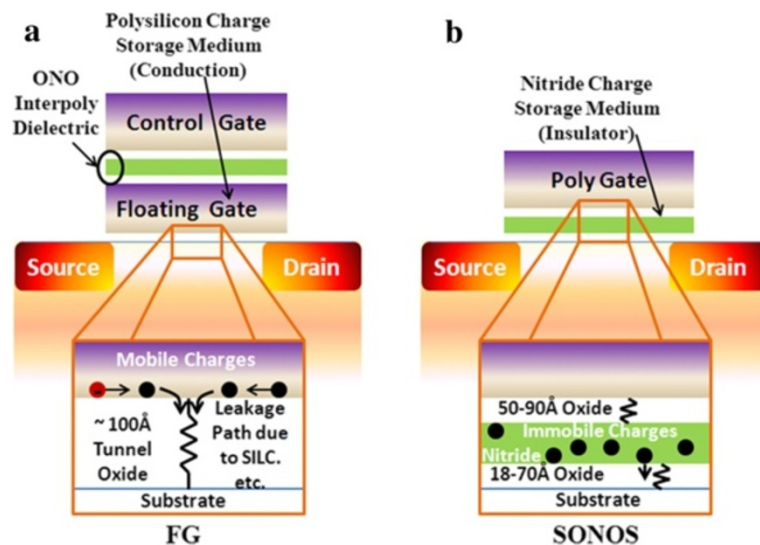 a
Polysilicon Charge
Storage Medium
(Conduction)
ONO
Interpoly
Dielectric
Control Gate
Floating Gate
Source
Drain
Mobile Charges
~ 100Å
Tunnel
Oxide
Leakage
Path due
to SILC.
etc.
Substrate
FG
b
Nitride Charge
Storage Medium
(Insulator)
Poly Gate
Source
Drain
50-90Å Oxide
Immobile Charges
Nitride
18-70Å Oxide
Substrate
SONOS